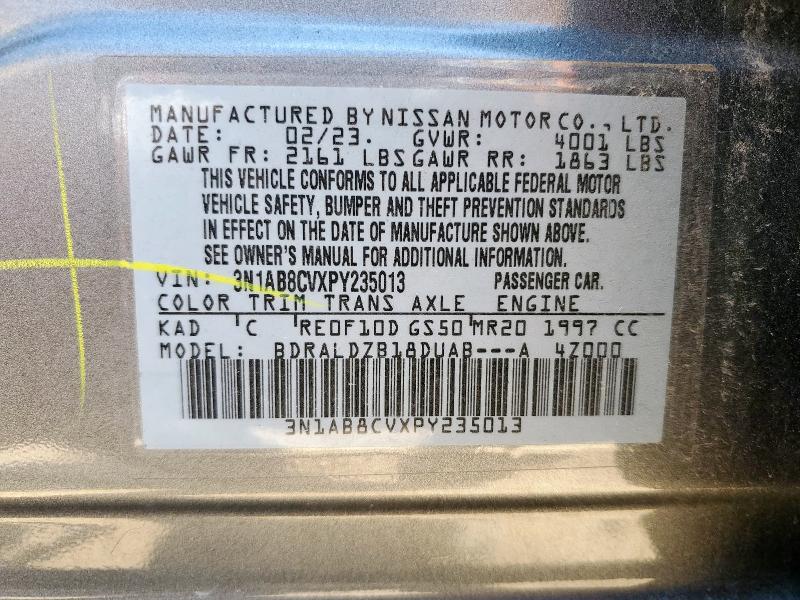 MANUFACTURED BY NISSAN MOTOR CO., LTD.
DATE: 02/23. GVWR: 4001 LBS
GAWR FR: 2161 LBS GAWR RR: 1863 LBS
THIS VEHICLE CONFORMS TO ALL APPLICABLE FEDERAL MOTOR
VEHICLE SAFETY, BUMPER AND THEFT PREVENTION STANDARDS
IN EFFECT ON THE DATE OF MANUFACTURE SHOWN ABOVE.
SEE OWNER'S MANUAL FOR ADDITIONAL INFORMATION.
VIN: 3N1AB8CVXPY235013 PASSENGER CAR.
COLOR TRIM TRANS AXLE ENGINE
KAD C RE0F10D GS50 MR20 1997 CC
MODEL: BDRALDZB18DUAB---A 4Z000
3N1AB8CVXPY235013